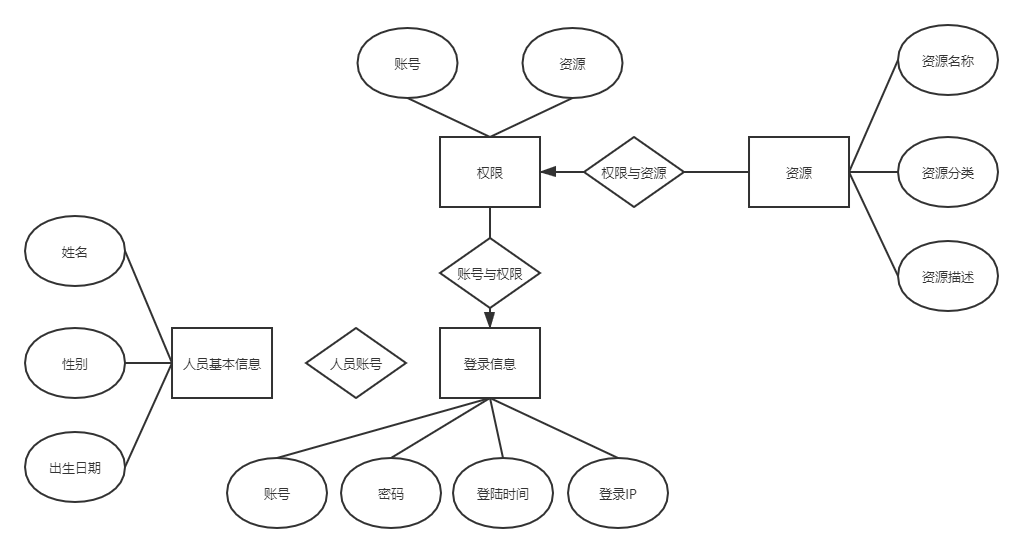 账号
资源
资源名称
权限
权限与资源
资源
资源分类
姓名
账号与权限
资源描述
性别
人员基本信息
人员账号
登录信息
出生日期
账号
密码
登陆时间
登录IP